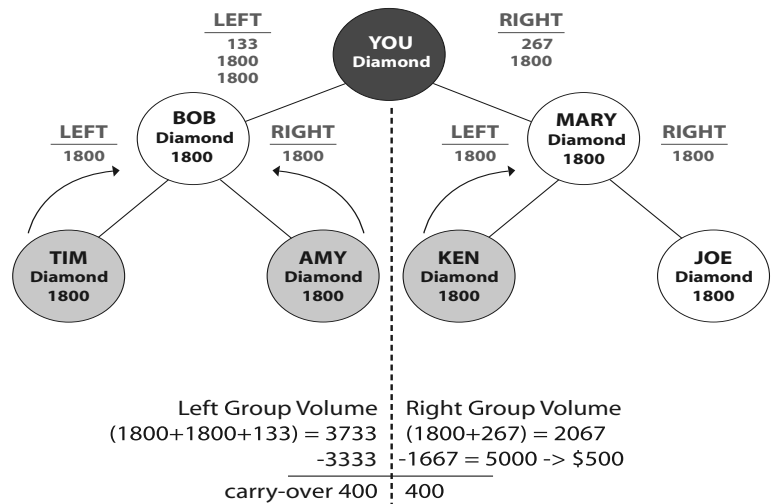 LEFT
133
1800
1800
YOU
Diamond
RIGHT
267
1800
LEFT
1800
BOB
Diamond
1800
RIGHT
1800
LEFT
1800
MARY
Diamond
1800
RIGHT
1800
TIM
Diamond
1800
AMY
Diamond
1800
KEN
Diamond
1800
JOE
Diamond
1800
Left Group Volume
(1800+1800+133) = 3733
-3333
carry-over 400
Right Group Volume
(1800+267) = 2067
-1667 = 5000 -> $500
400